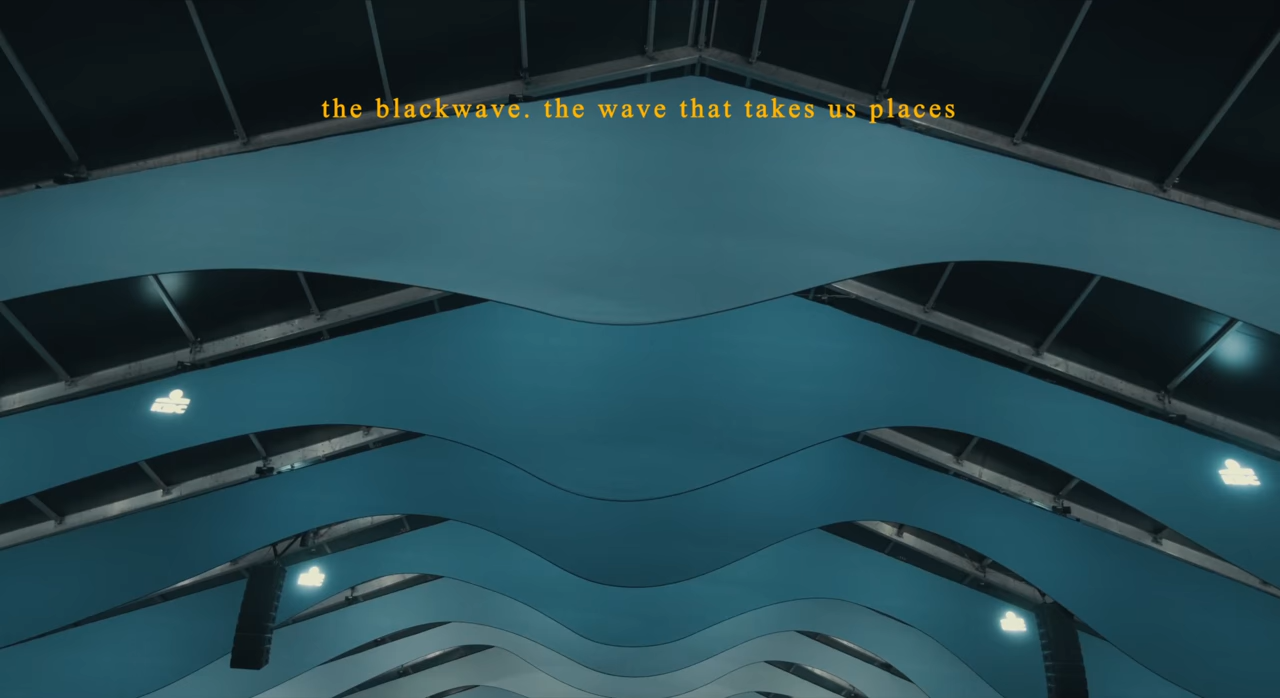 the blackwave. the wave that takes us places